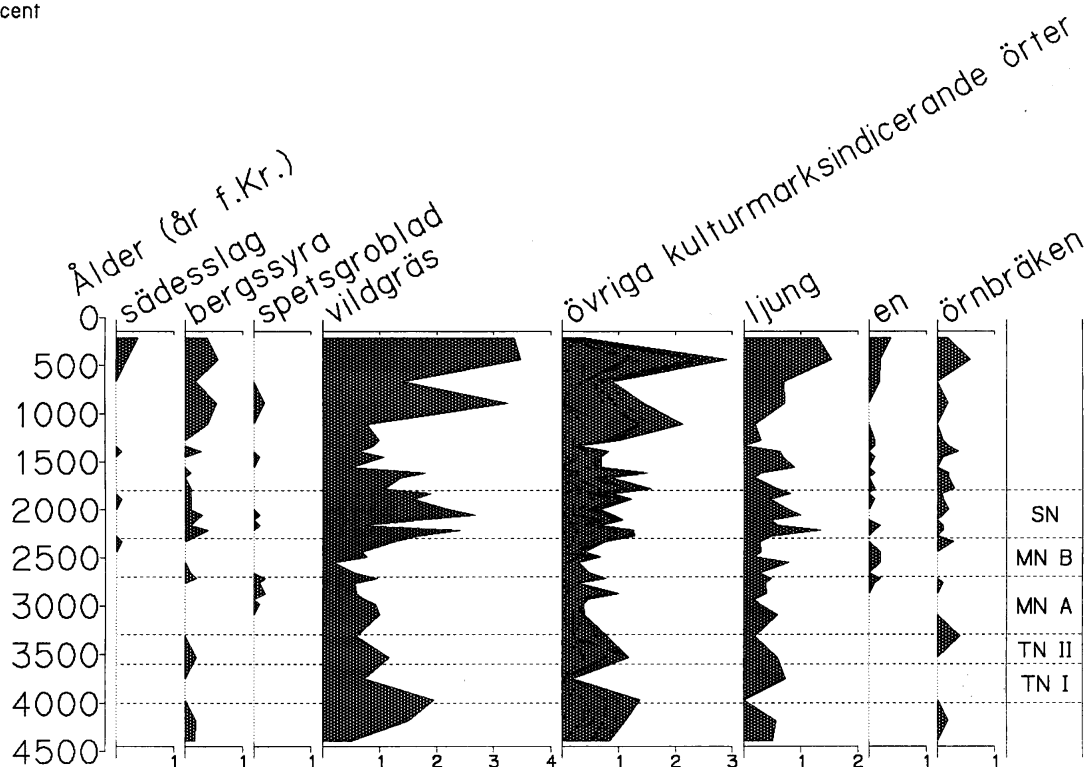 cent
Ålder (år f.Kr.)
sädesslag
bergssyra
spetsgroblad
vildgräs
övriga kulturmarksindicerande örter
ljung
en
örnbräken
0
500
1000
1500
2000
2500
3000
3500
4000
4500
SN
MN B
MN A
TN II
TN I
1 1 1 1 2 3 4 1 2 3 1 2 1 1